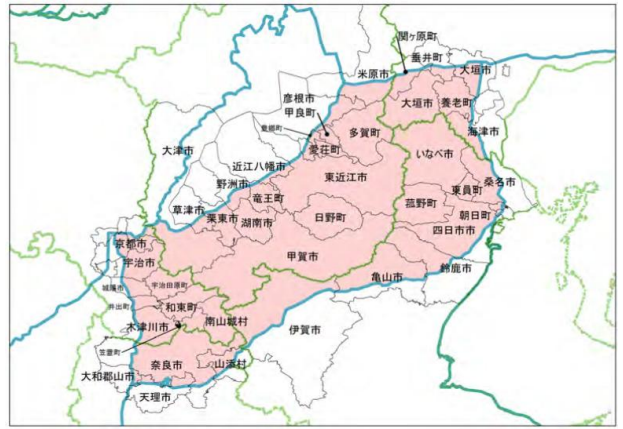 関ヶ原町
垂井町
米原市
大垣市
彦根市
大垣市
養老町
甲良町
豊郷町
多賀町
海津市
大津市
愛荘町
いなべ市
近江八幡市
東近江市
桑名市
野洲市
東員町
竜王町
菰野町
草津市
朝日町
栗東市
日野町
湖南市
四日市市
京都市
甲賀市
宇治市
鈴鹿市
亀山市
城陽市
宇治田原町
井出町
和束町
木津川市
南山城村
伊賀市
笠置町
奈良市
山添村
大和郡山市
天理市